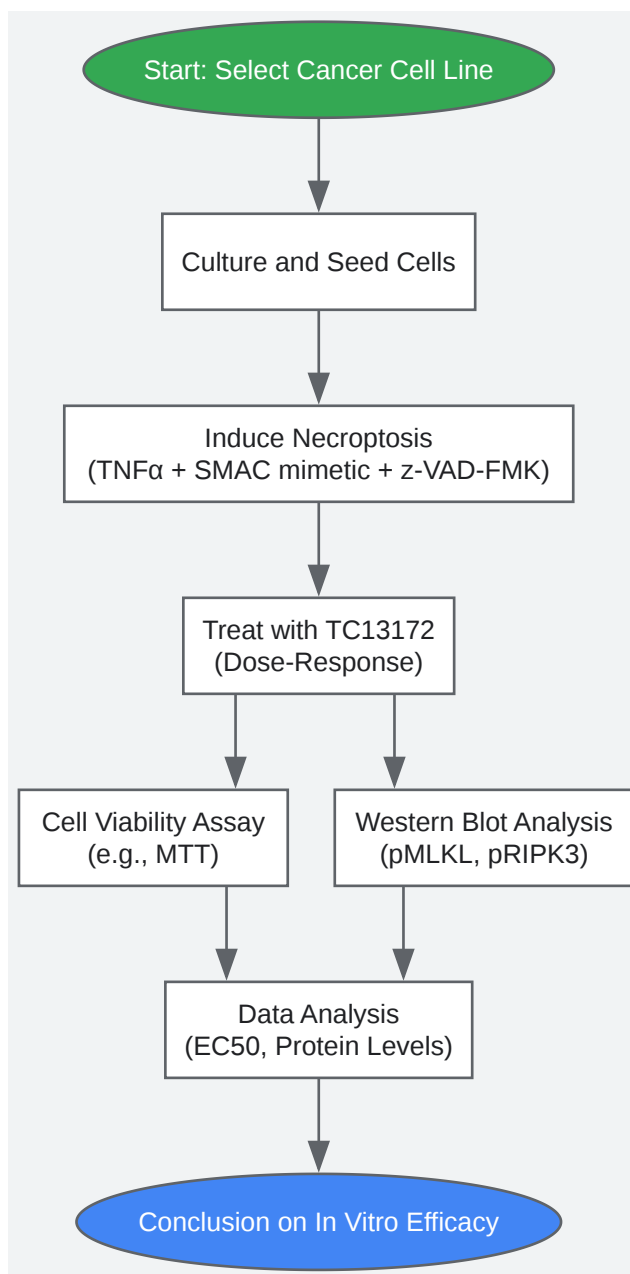 Start: Select Cancer Cell Line
Culture and Seed Cells
Induce Necroptosis
(TNFα + SMAC mimetic + z-VAD-FMK)
Treat with TC13172
(Dose-Response)
Cell Viability Assay
(e.g., MTT)
Western Blot Analysis
(pMLKL, pRIPK3)
Data Analysis
(EC50, Protein Levels)
Conclusion on In Vitro Efficacy